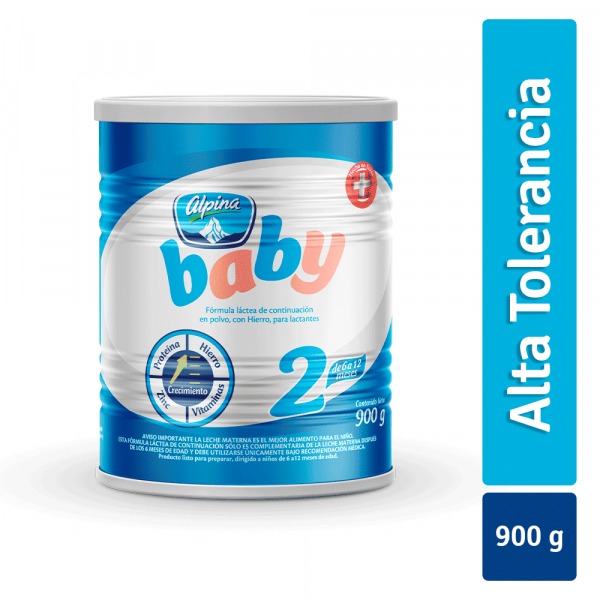 alpina
baby
Fórmula láctea de continuación
en polvo, con Hierro, para lactantes
Proteína
Hierro
Zinc
Vitaminas
Crecimiento
2
de 6 a 12
meses
Contenido Neto:
900 g
AVISO IMPORTANTE LA LECHE MATERNA ES EL MEJOR ALIMENTO PARA EL NIÑO,
ESTA FÓRMULA LÁCTEA DE CONTINUACIÓN SÓLO ES COMPLEMENTARIA DE LA LECHE MATERNA DESPUÉS
DE LOS 6 MESES DE EDAD Y DEBE UTILIZARSE ÚNICAMENTE BAJO RECOMENDACIÓN MÉDICA.
Producto listo para preparar, dirigido a niños de 6 a 12 meses de edad.
Alta Tolerancia
900 g